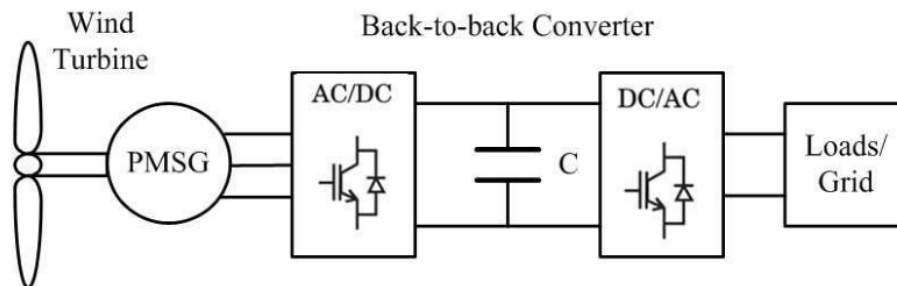 Wind
Turbine
Back-to-back Converter
AC/DC
DC/AC
PMSG
C
Loads/
Grid